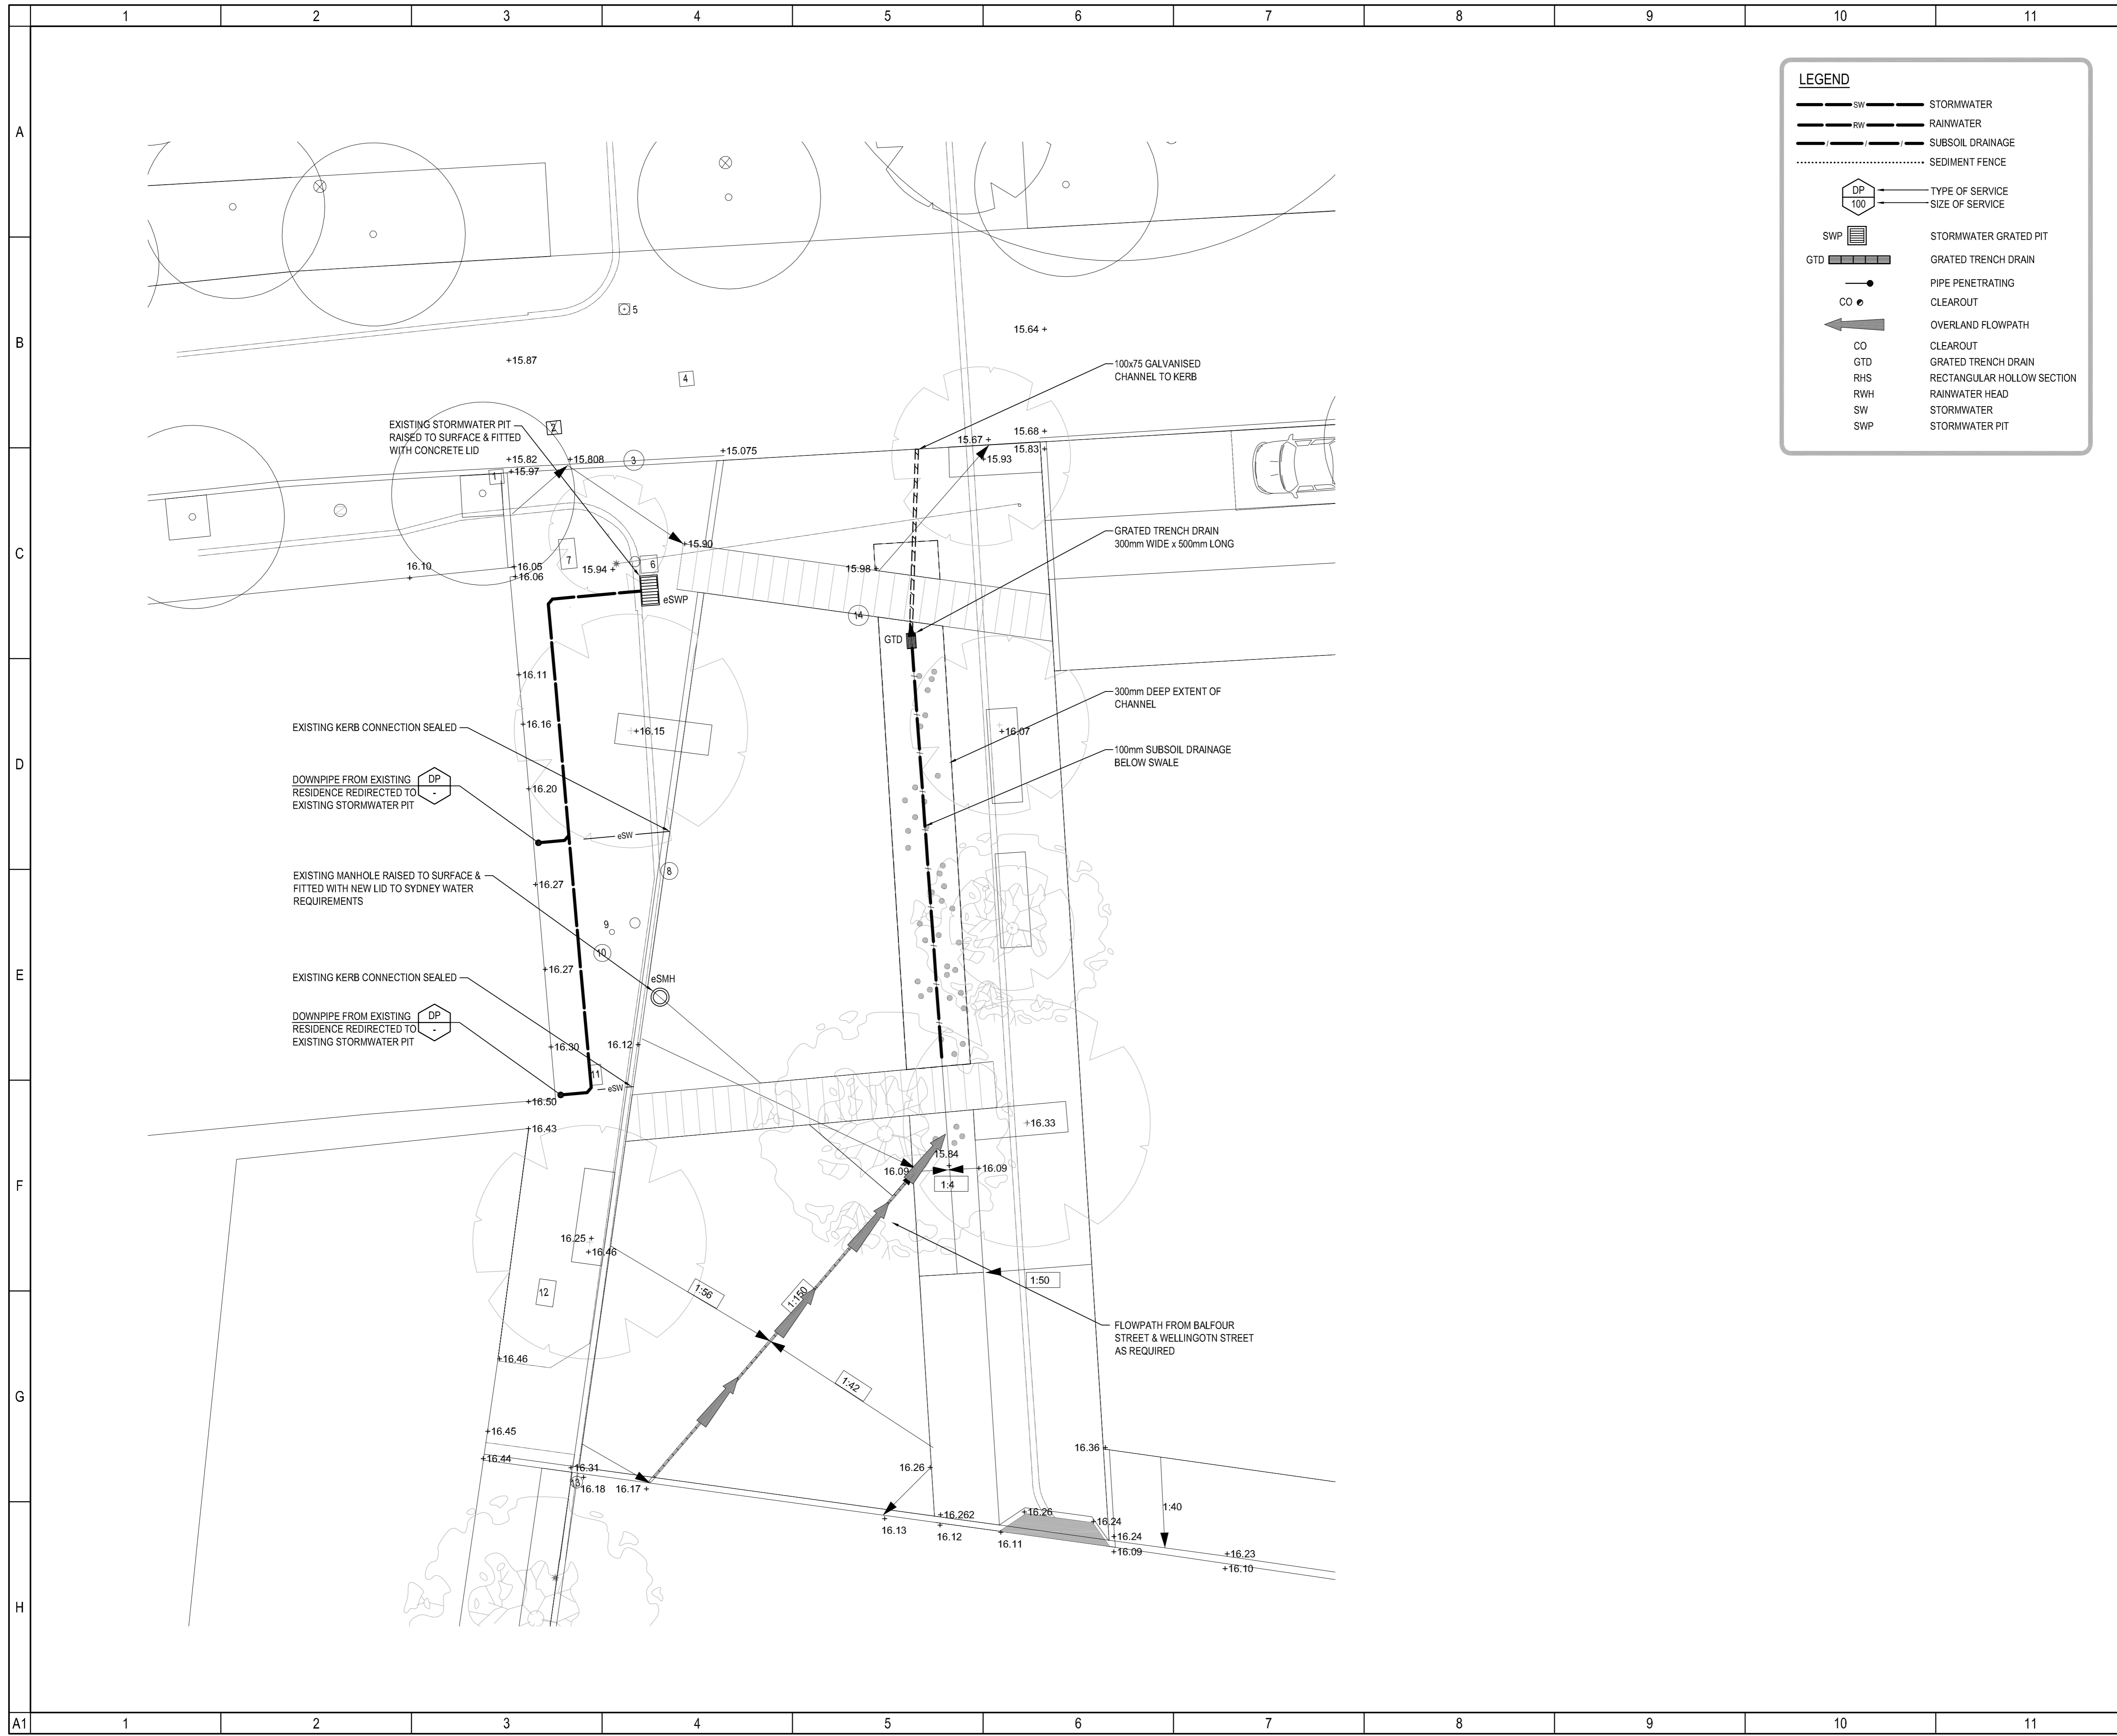 1 2 3 4 5 6 7 8 9 10 11
A
B
C
D
E
F
G
H
A1
LEGEND
SW STORMWATER
RW RAINWATER
/ / / SUBSOIL DRAINAGE
SEDIMENT FENCE
DP TYPE OF SERVICE
100 SIZE OF SERVICE
SWP STORMWATER GRATED PIT
GTD GRATED TRENCH DRAIN
PIPE PENETRATING
CO CLEAROUT
OVERLAND FLOWPATH
CO CLEAROUT
GTD GRATED TRENCH DRAIN
RHS RECTANGULAR HOLLOW SECTION
RWH RAINWATER HEAD
SW STORMWATER
SWP STORMWATER PIT
5
15.64 +
+15.87
4
100x75 GALVANISED
CHANNEL TO KERB
EXISTING STORMWATER PIT
RAISED TO SURFACE & FITTED
WITH CONCRETE LID
2
15.68 +
15.67 +
15.83 +
+15.93
+15.075
+15.82
+15.808
3
+15.97
1
GRATED TRENCH DRAIN
300mm WIDE x 500mm LONG
+15.90
7
6
15.94 +
15.98 +
16.10
+
+16.05
+16.06
eSWP
14
GTD
+16.11
300mm DEEP EXTENT OF
CHANNEL
+16.16
+16.15
+16.07
EXISTING KERB CONNECTION SEALED
100mm SUBSOIL DRAINAGE
BELOW SWALE
DOWNPIPE FROM EXISTING
RESIDENCE REDIRECTED TO
EXISTING STORMWATER PIT
DP
-
+16.20
eSW
8
EXISTING MANHOLE RAISED TO SURFACE &
FITTED WITH NEW LID TO SYDNEY WATER
REQUIREMENTS
+16.27
9
10
+16.27
EXISTING KERB CONNECTION SEALED
eSMH
DOWNPIPE FROM EXISTING
RESIDENCE REDIRECTED TO
EXISTING STORMWATER PIT
DP
-
+16.30
16.12 +
11
eSW
+16.50
+16.43
+16.33
15.84
+
16.09
+16.09
1:4
16.25 +
+16.46
1:50
12
1:56
1:150
FLOWPATH FROM BALFOUR
STREET & WELLINGOTN STREET
AS REQUIRED
+16.46
1:42
+16.45
16.36 +
+16.44
+16.31
13
+
16.18
16.17 +
16.26 +
1:40
+16.262
+16.26
+16.24
+
16.13
+
16.12
+
16.11
+16.24
+16.09
+16.23
+16.10
1 2 3 4 5 6 7 8 9 10 11